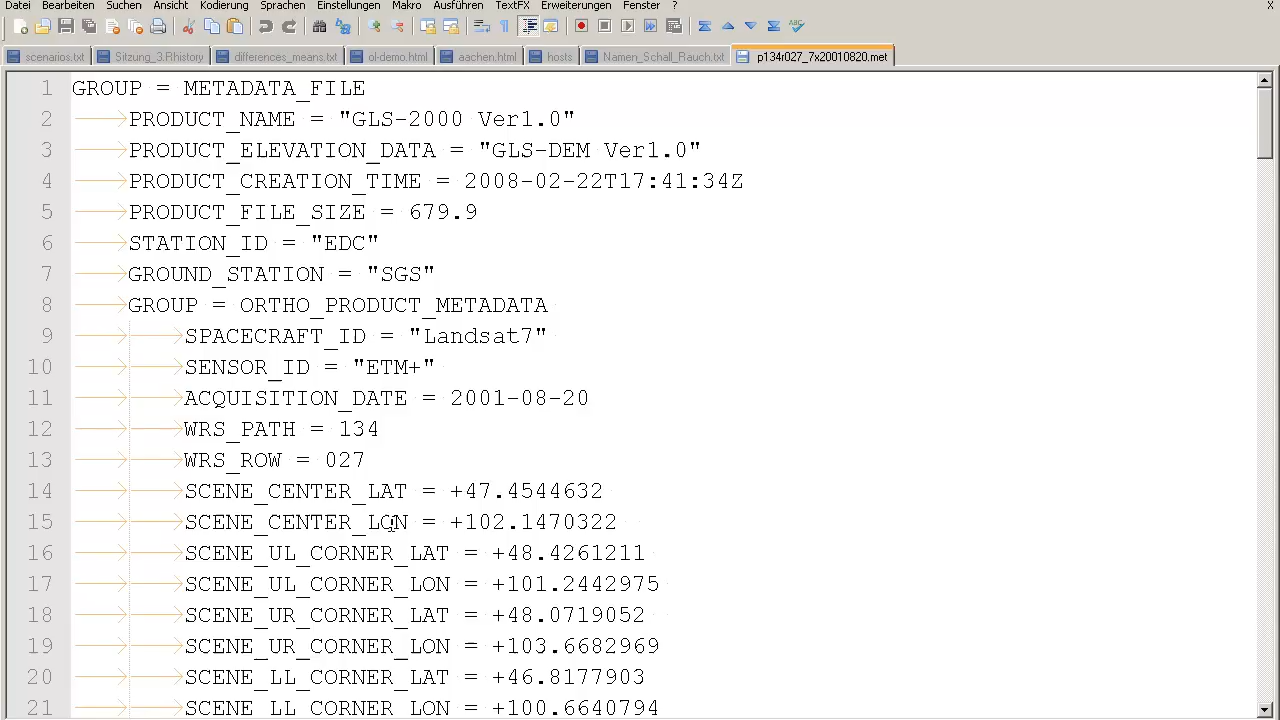 Datei Bearbeiten Suchen Ansicht Kodierung Sprachen Einstellungen Makro Ausführen TextFX Erweiterungen Fenster ? X
scenarios.txt Sitzung_3.Rhistory differences_means.txt ol-demo.html aachen.html hosts Namen_Schall_Rauch.txt p134r027_7x20010820.met
1 GROUP = METADATA_FILE
2 PRODUCT_NAME = "GLS-2000 Ver1.0"
3 PRODUCT_ELEVATION_DATA = "GLS-DEM Ver1.0"
4 PRODUCT_CREATION_TIME = 2008-02-22T17:41:34Z
5 PRODUCT_FILE_SIZE = 679.9
6 STATION_ID = "EDC"
7 GROUND_STATION = "SGS"
8 GROUP = ORTHO_PRODUCT_METADATA
9 SPACECRAFT_ID = "Landsat7"
10 SENSOR_ID = "ETM+"
11 ACQUISITION_DATE = 2001-08-20
12 WRS_PATH = 134
13 WRS_ROW = 027
14 SCENE_CENTER_LAT = +47.4544632
15 SCENE_CENTER_LON = +102.1470322
16 SCENE_UL_CORNER_LAT = +48.4261211
17 SCENE_UL_CORNER_LON = +101.2442975
18 SCENE_UR_CORNER_LAT = +48.0719052
19 SCENE_UR_CORNER_LON = +103.6682969
20 SCENE_LL_CORNER_LAT = +46.8177903
21 SCENE_LL_CORNER_LON = +100.6640794